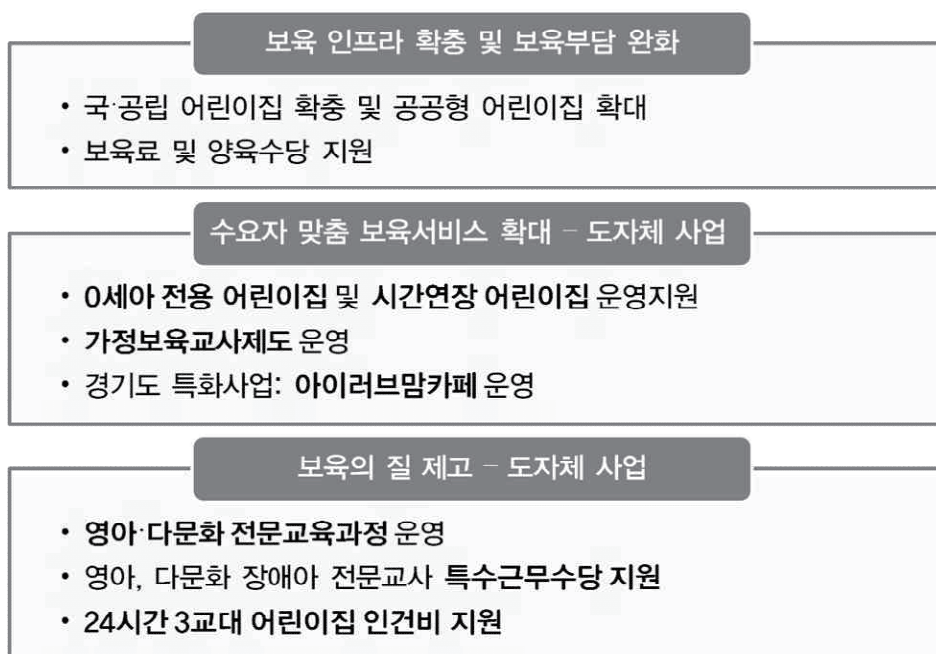 보육 인프라 확충 및 보육부담 완화
• 국·공립 어린이집 확충 및 공공형 어린이집 확대
• 보육료 및 양육수당 지원
수요자 맞춤 보육서비스 확대 – 도자체 사업
• 0세아 전용 어린이집 및 시간연장 어린이집 운영지원
• 가정보육교사제도 운영
• 경기도 특화사업: 아이러브맘카페 운영
보육의 질 제고 – 도자체 사업
• 영아·다문화 전문교육과정 운영
• 영아, 다문화 장애아 전문교사 특수근무수당 지원
• 24시간 3교대 어린이집 인건비 지원